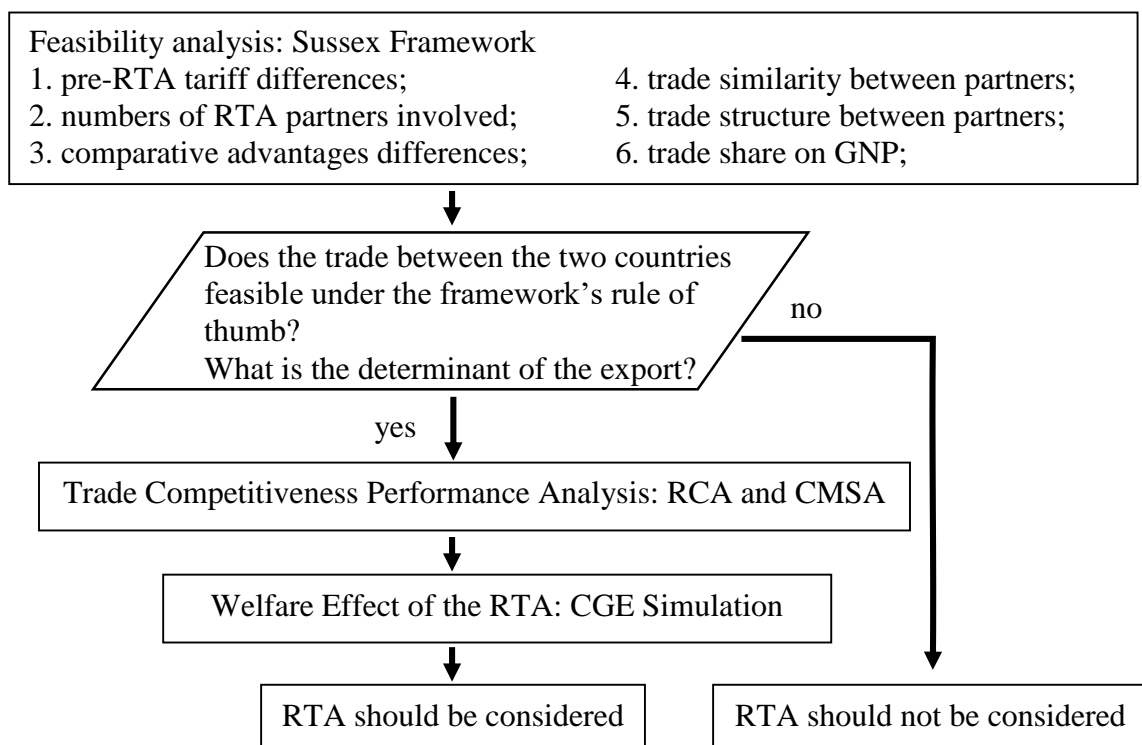 Feasibility analysis: Sussex Framework
1. pre-RTA tariff differences;
2. numbers of RTA partners involved;
3. comparative advantages differences;
4. trade similarity between partners;
5. trade structure between partners;
6. trade share on GNP;
Does the trade between the two countries
feasible under the framework’s rule of
thumb?
What is the determinant of the export?
no
yes
Trade Competitiveness Performance Analysis: RCA and CMSA
Welfare Effect of the RTA: CGE Simulation
RTA should be considered
RTA should not be considered